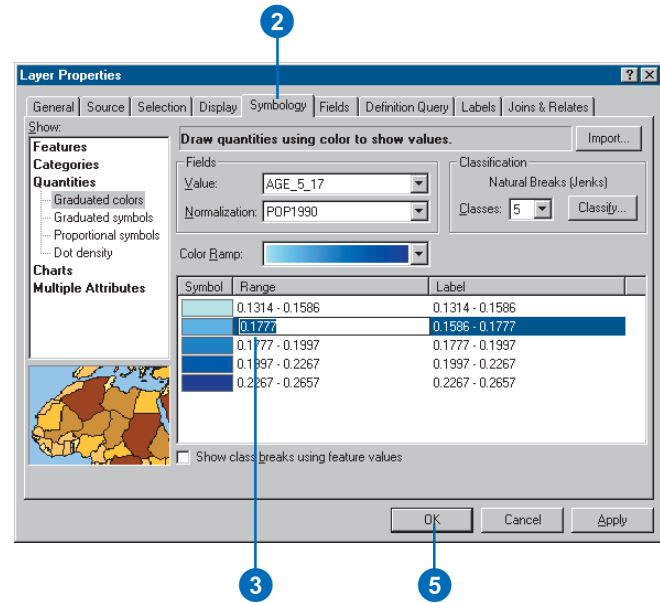 2
Layer Properties
General Source Selection Display Symbology Fields Definition Query Labels Joins & Relates
Show:
Features
Categories
Quantities
Graduated colors
Graduated symbols
Proportional symbols
Dot density
Charts
Multiple Attributes
Draw quantities using color to show values.
Import...
Fields
Value: AGE_5_17
Normalization: POP1990
Classification
Natural Breaks (Jenks)
Classes: 5 Classify...
Color Ramp:
Symbol Range Label
0.1314 - 0.1586 0.1314 - 0.1586
0.1777 0.1586 - 0.1777
0.1777 - 0.1997 0.1777 - 0.1997
0.1997 - 0.2267 0.1997 - 0.2267
0.2267 - 0.2657 0.2267 - 0.2657
Show class breaks using feature values
OK Cancel Apply
3 5